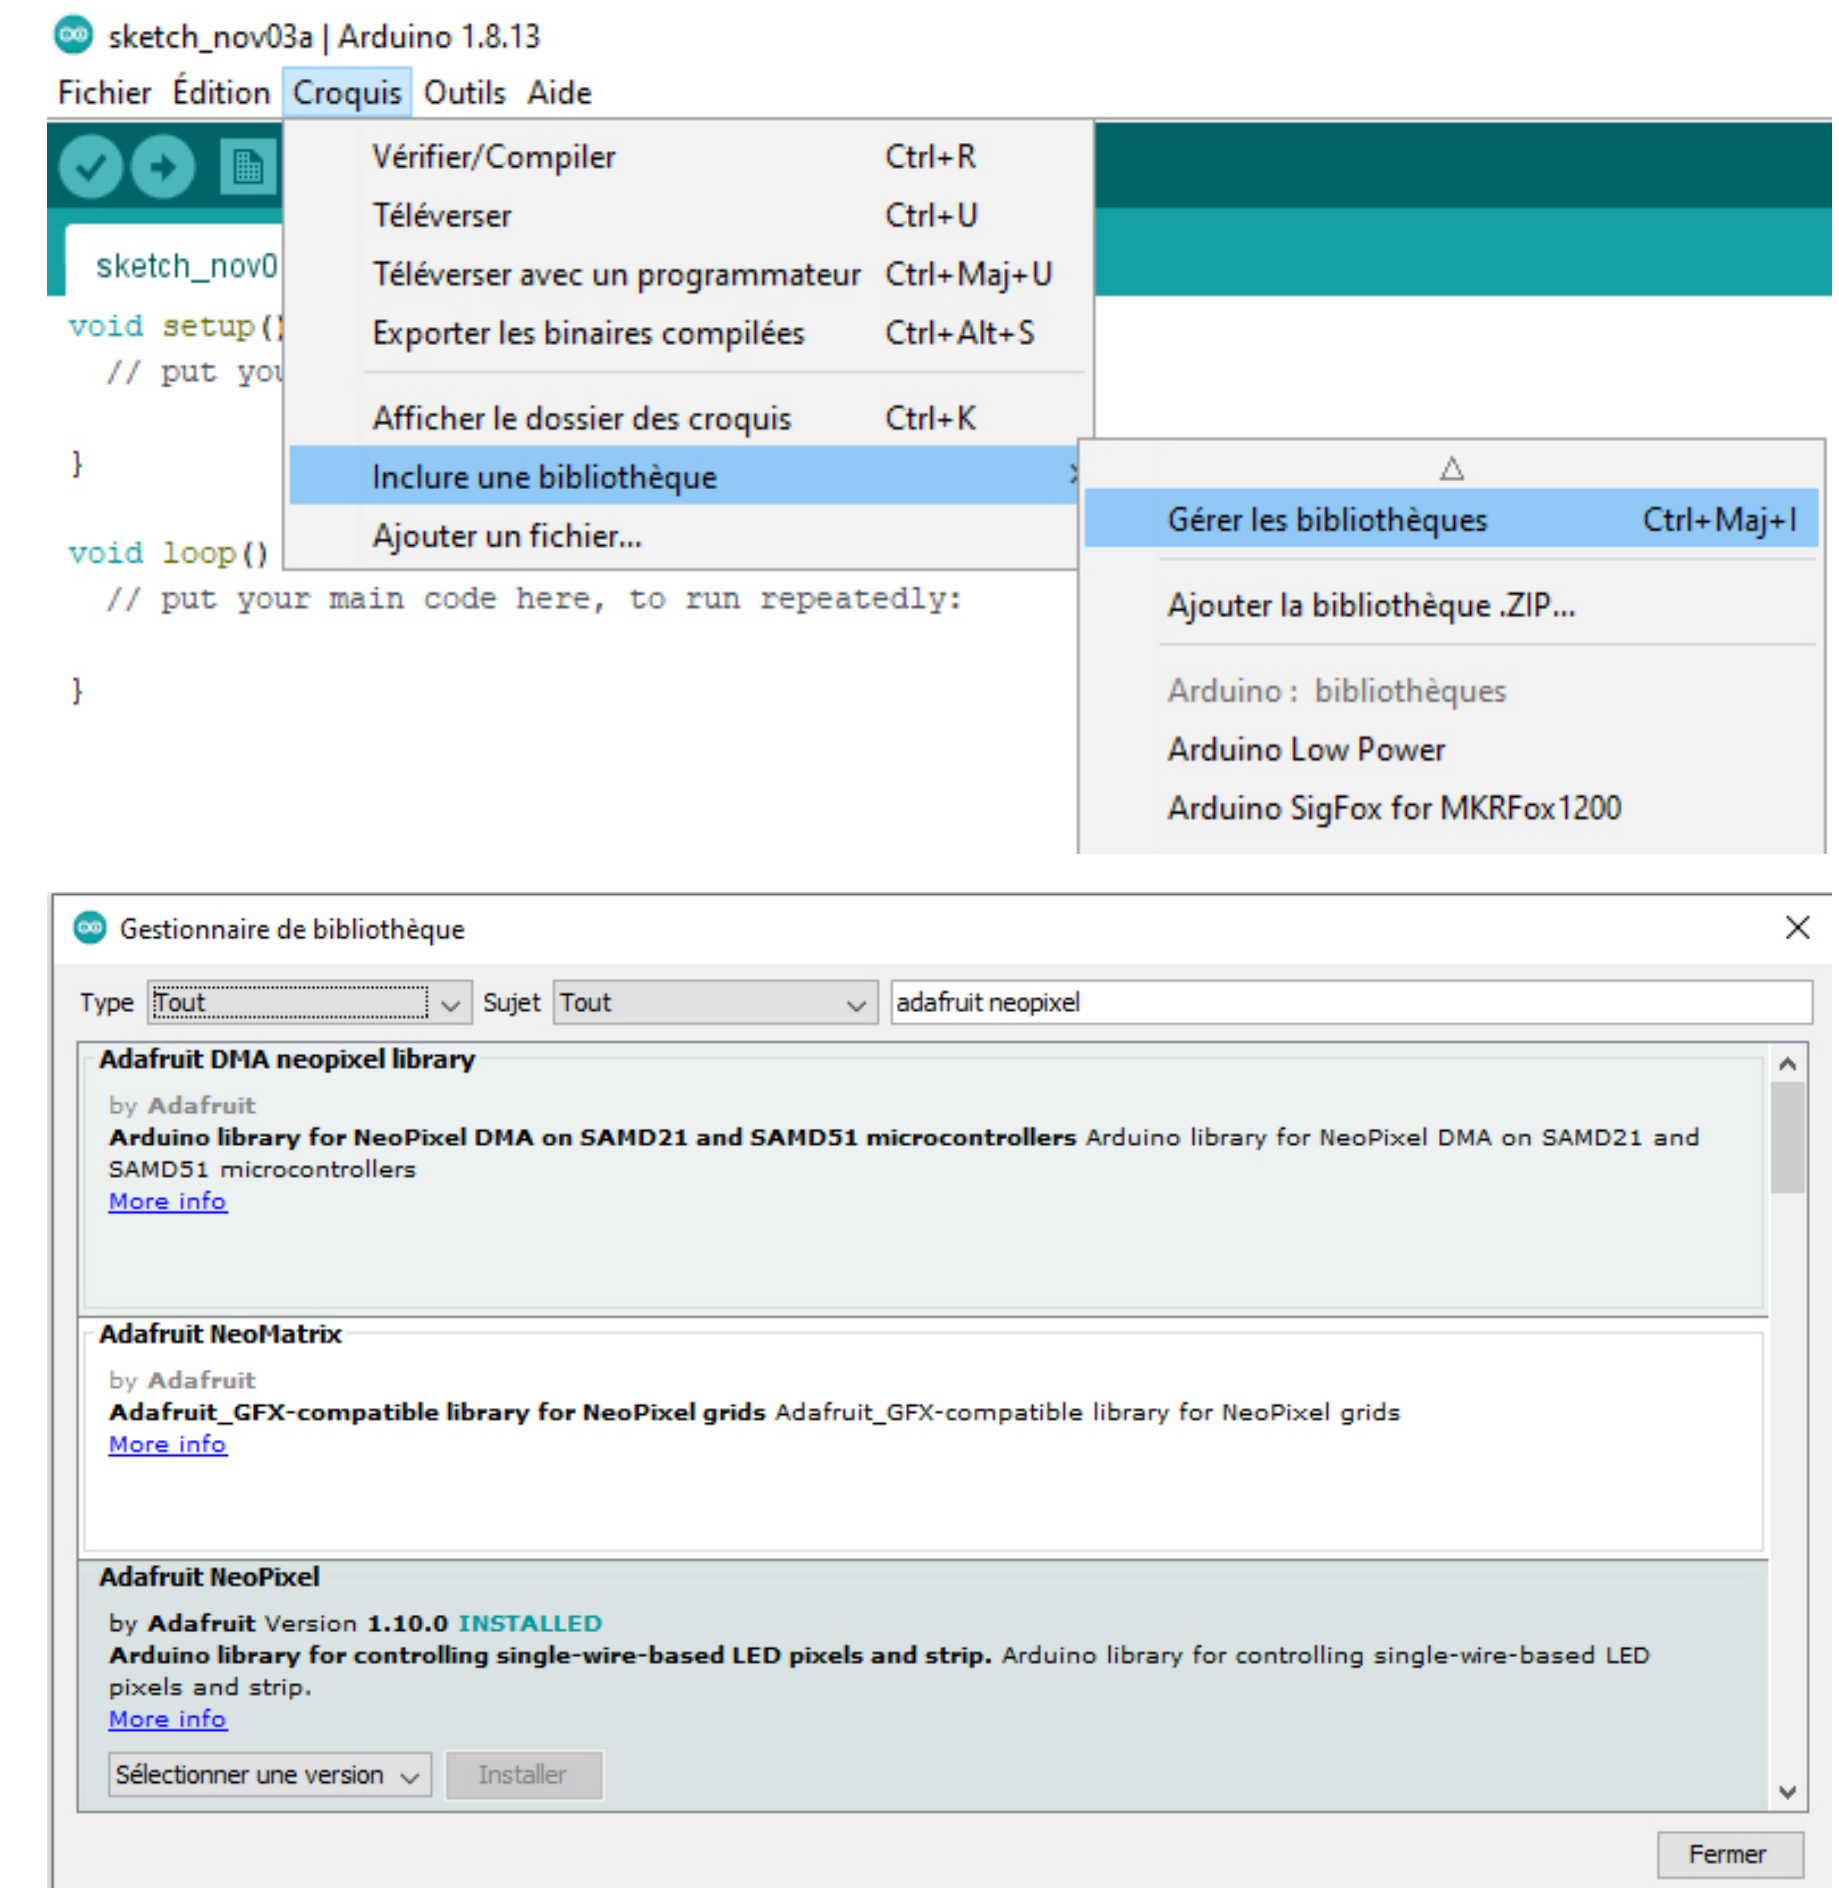 sketch_nov03a | Arduino 1.8.13
Fichier Édition Croquis Outils Aide
Vérifier/Compiler Ctrl+R
Téléverser Ctrl+U
sketch_nov0
Téléverser avec un programmateur Ctrl+Maj+U
void setup()
Exporter les binaires compilées Ctrl+Alt+S
// put you
Afficher le dossier des croquis Ctrl+K
}
Inclure une bibliothèque
Gérer les bibliothèques Ctrl+Maj+I
Ajouter un fichier...
void loop()
// put your main code here, to run repeatedly:
Ajouter la bibliothèque .ZIP...
}
Arduino : bibliothèques
Arduino Low Power
Arduino SigFox for MKRFox1200
Gestionnaire de bibliothèque
Type Tout Sujet Tout adafruit neopixel
Adafruit DMA neopixel library
by Adafruit
Arduino library for NeoPixel DMA on SAMD21 and SAMD51 microcontrollers Arduino library for NeoPixel DMA on SAMD21 and
SAMD51 microcontrollers
More info
Adafruit NeoMatrix
by Adafruit
Adafruit_GFX-compatible library for NeoPixel grids Adafruit_GFX-compatible library for NeoPixel grids
More info
Adafruit NeoPixel
by Adafruit Version 1.10.0 INSTALLED
Arduino library for controlling single-wire-based LED pixels and strip. Arduino library for controlling single-wire-based LED
pixels and strip.
More info
Sélectionner une version Installer
Fermer